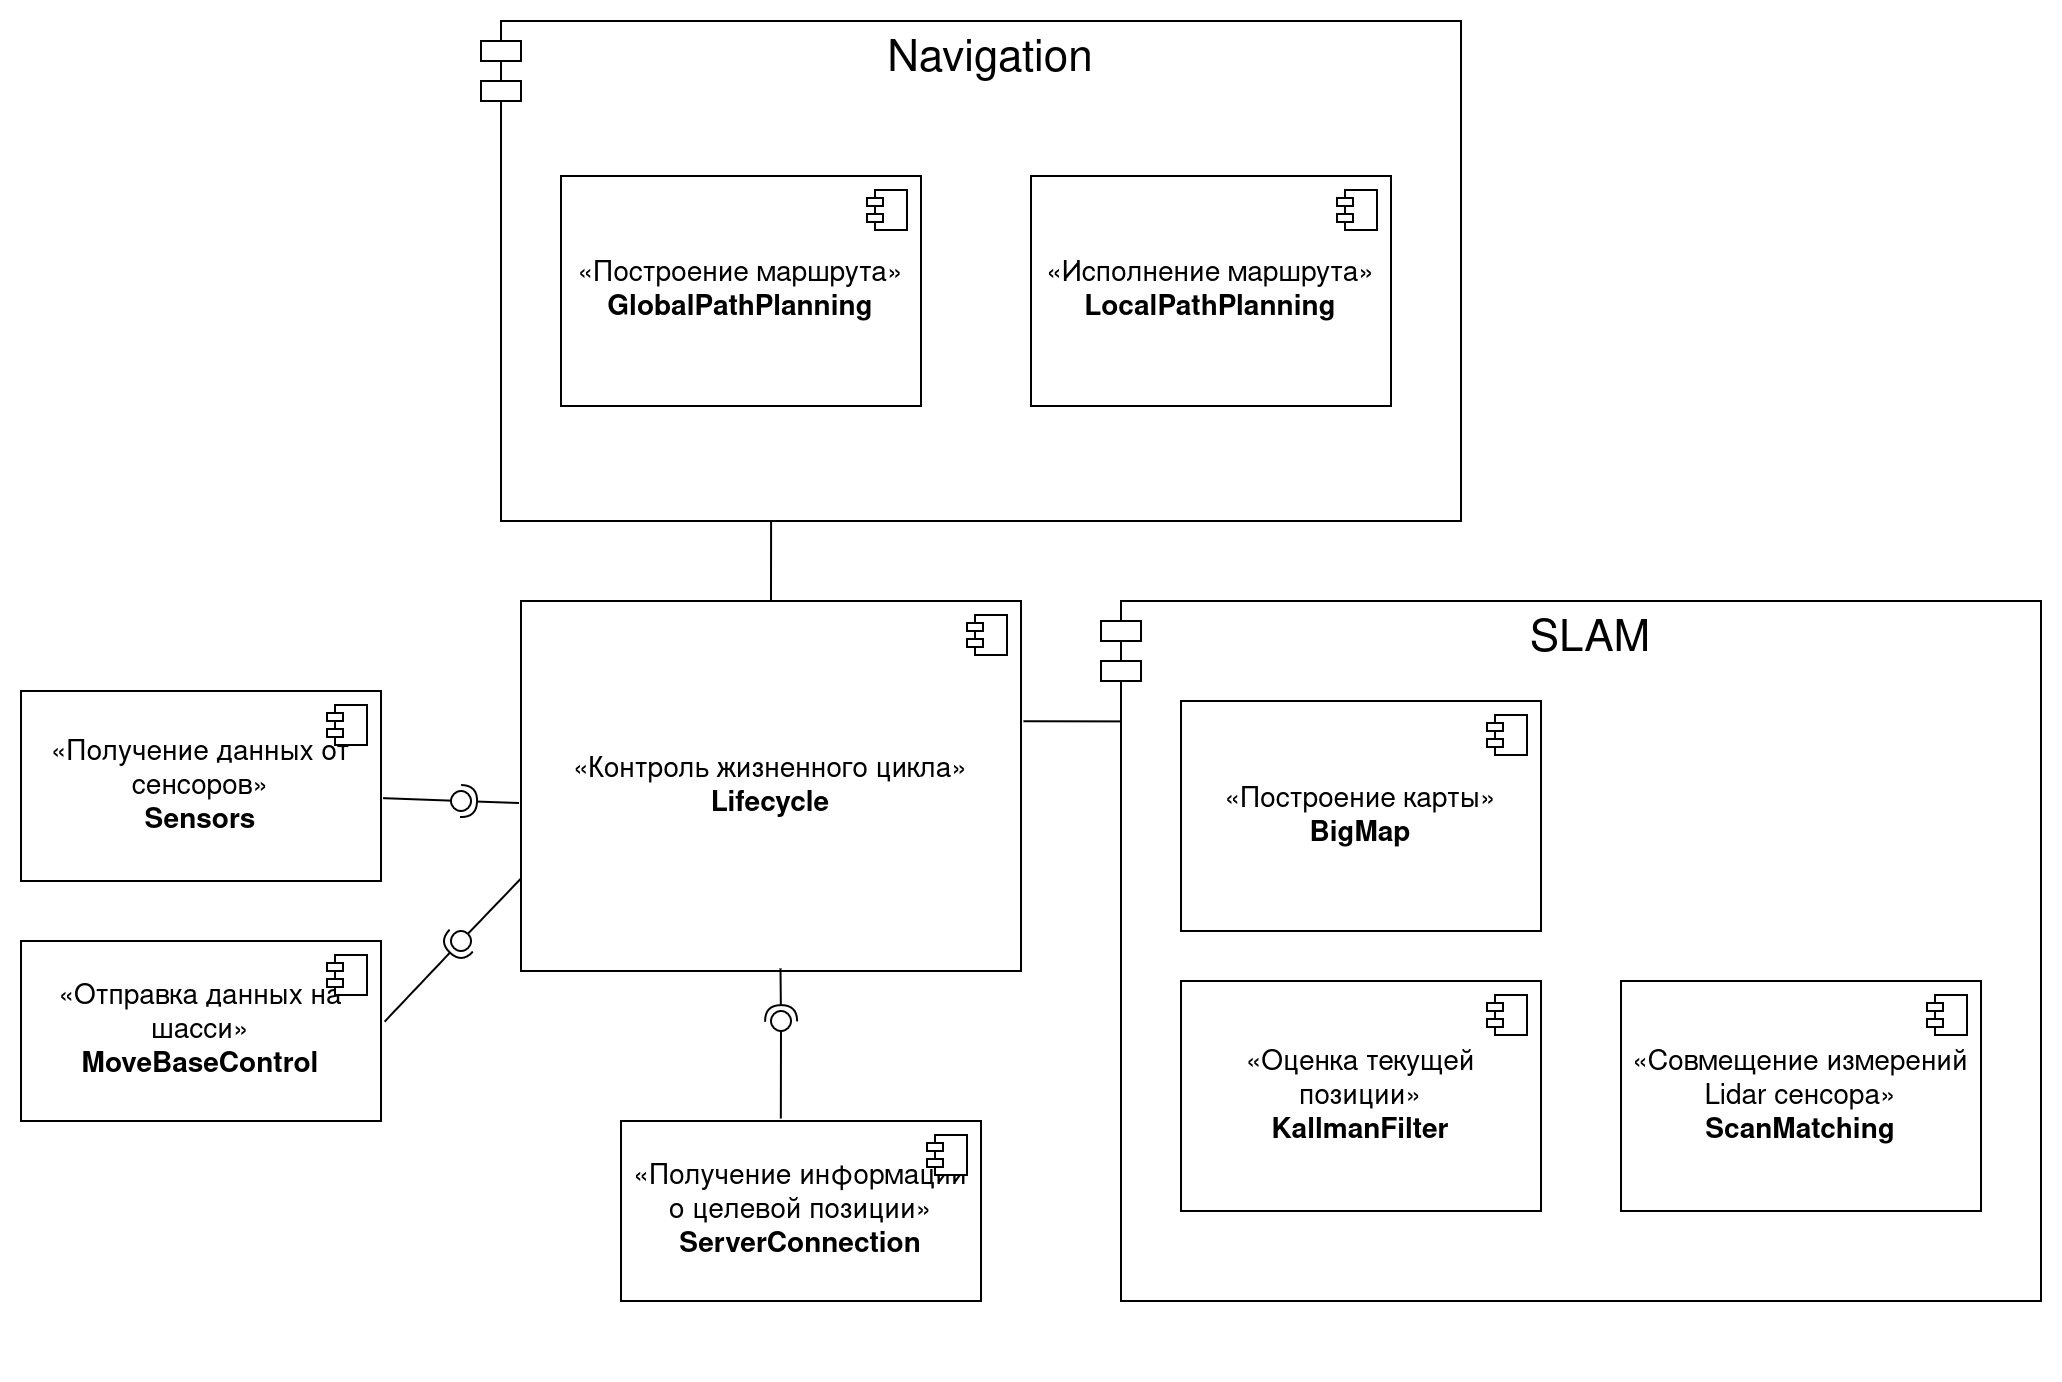 Navigation
«Построение маршрута»
GlobalPathPlanning
«Исполнение маршрута»
LocalPathPlanning
«Контроль жизненного цикла»
Lifecycle
«Получение данных от
сенсоров»
Sensors
«Отправка данных на
шасси»
MoveBaseControl
«Получение информации
о целевой позиции»
ServerConnection
SLAM
«Построение карты»
BigMap
«Оценка текущей
позиции»
KallmanFilter
«Совмещение измерений
Lidar сенсора»
ScanMatching